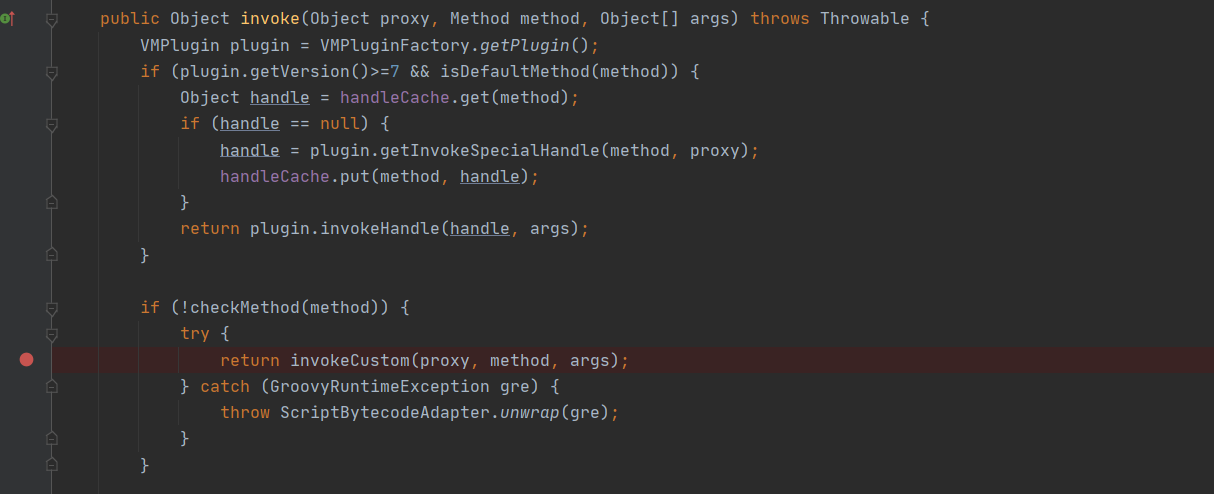 public Object invoke(Object proxy, Method method, Object[] args) throws Throwable {
VMPlugin plugin = VMPluginFactory.getPlugin();
if (plugin.getVersion()>=7 && isDefaultMethod(method)) {
Object handle = handleCache.get(method);
if (handle == null) {
handle = plugin.getInvokeSpecialHandle(method, proxy);
handleCache.put(method, handle);
}
return plugin.invokeHandle(handle, args);
}
if (!checkMethod(method)) {
try {
return invokeCustom(proxy, method, args);
} catch (GroovyRuntimeException gre) {
throw ScriptBytecodeAdapter.unwrap(gre);
}
}